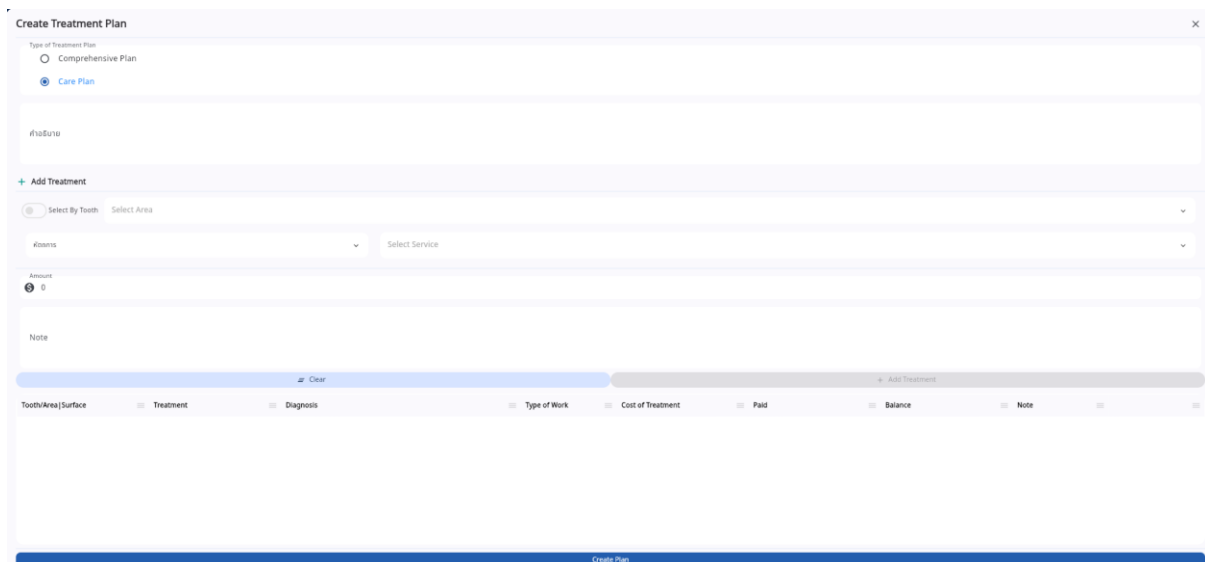 Create Treatment Plan
Type of Treatment Plan
Comprehensive Plan
Care Plan
คำอธิบาย
+ Add Treatment
Select By Tooth Select Area
หัตถการ Select Service
Amount
0
Note
Clear + Add Treatment
Tooth/Area|Surface Treatment Diagnosis Type of Work Cost of Treatment Paid Balance Note
Create Plan